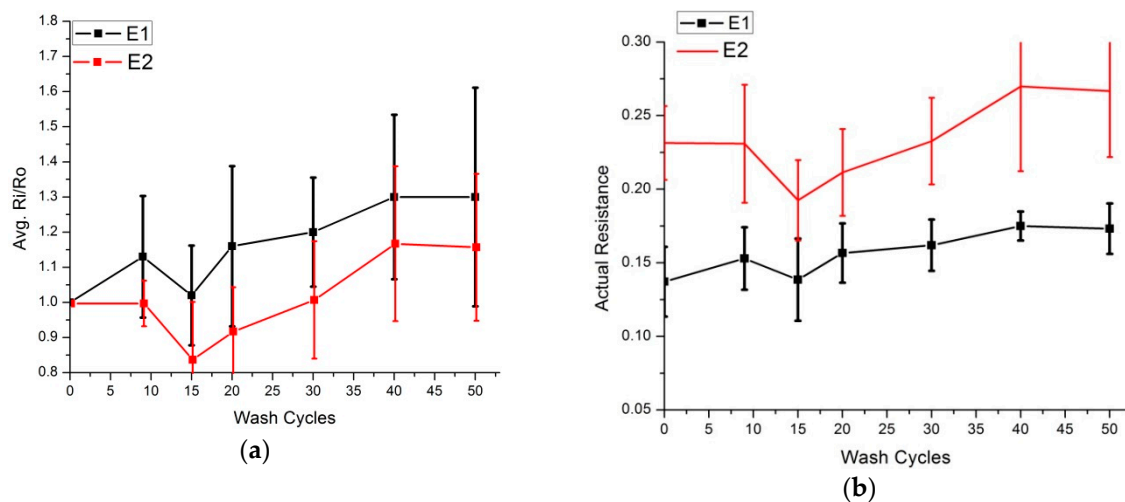 E1
E2
1.8
1.7
1.6
1.5
1.4
1.3
1.2
1.1
1.0
0.9
0.8
Avg. Ri/Ro
0 5 10 15 20 25 30 35 40 45 50
Wash Cycles
(a)
E1
E2
0.30
0.25
0.20
0.15
0.10
0.05
Actual Resistance
0 5 10 15 20 25 30 35 40 45 50
Wash Cycles
(b)